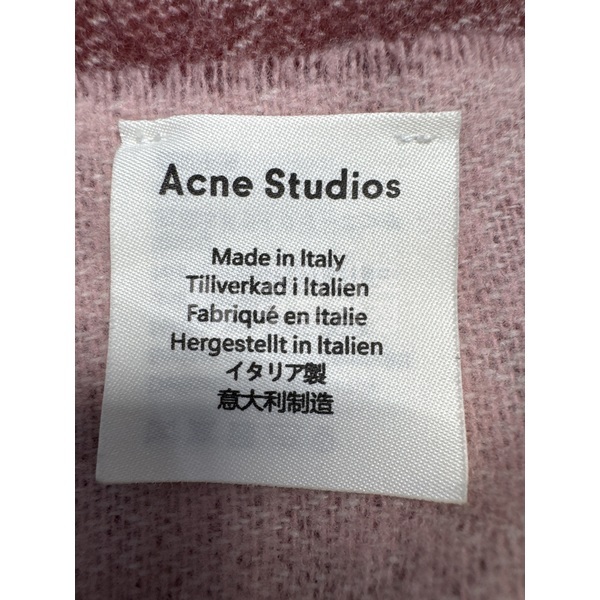 Acne Studios
Made in Italy
Tillverkad i Italien
Fabriqué en Italie
Hergestellt in Italien
イタリア製
意大利制造